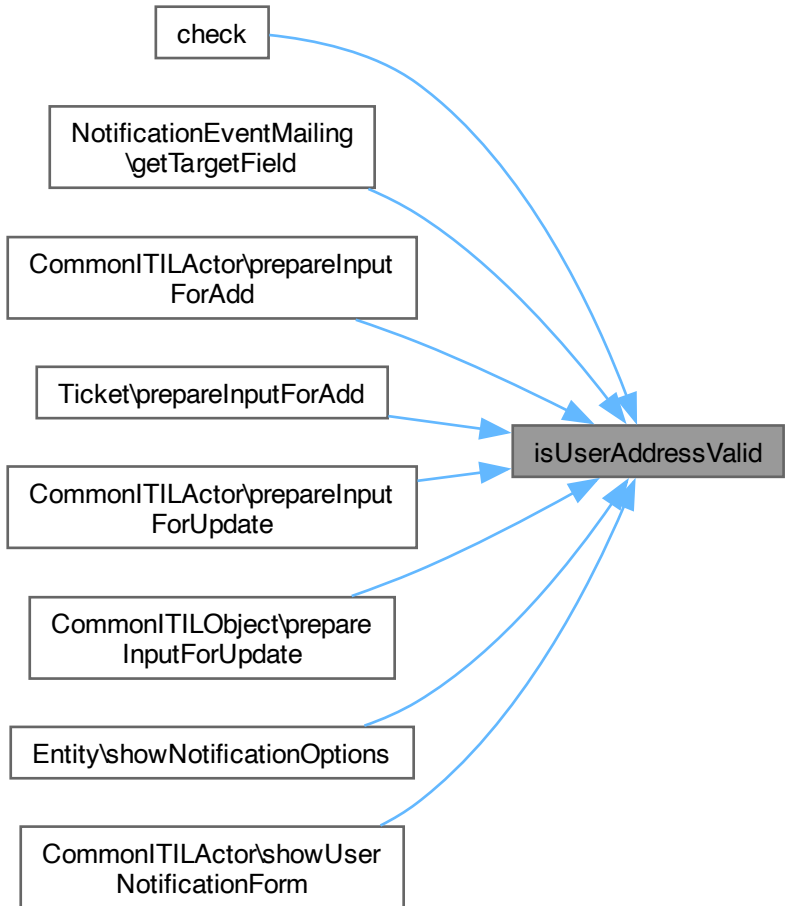 check
NotificationEventMailing
\getTargetField
CommonITILActor\prepareInput
ForAdd
Ticket\prepareInputForAdd
isUserAddressValid
CommonITILActor\prepareInput
ForUpdate
CommonITILObject\prepare
InputForUpdate
Entity\showNotificationOptions
CommonITILActor\showUser
NotificationForm